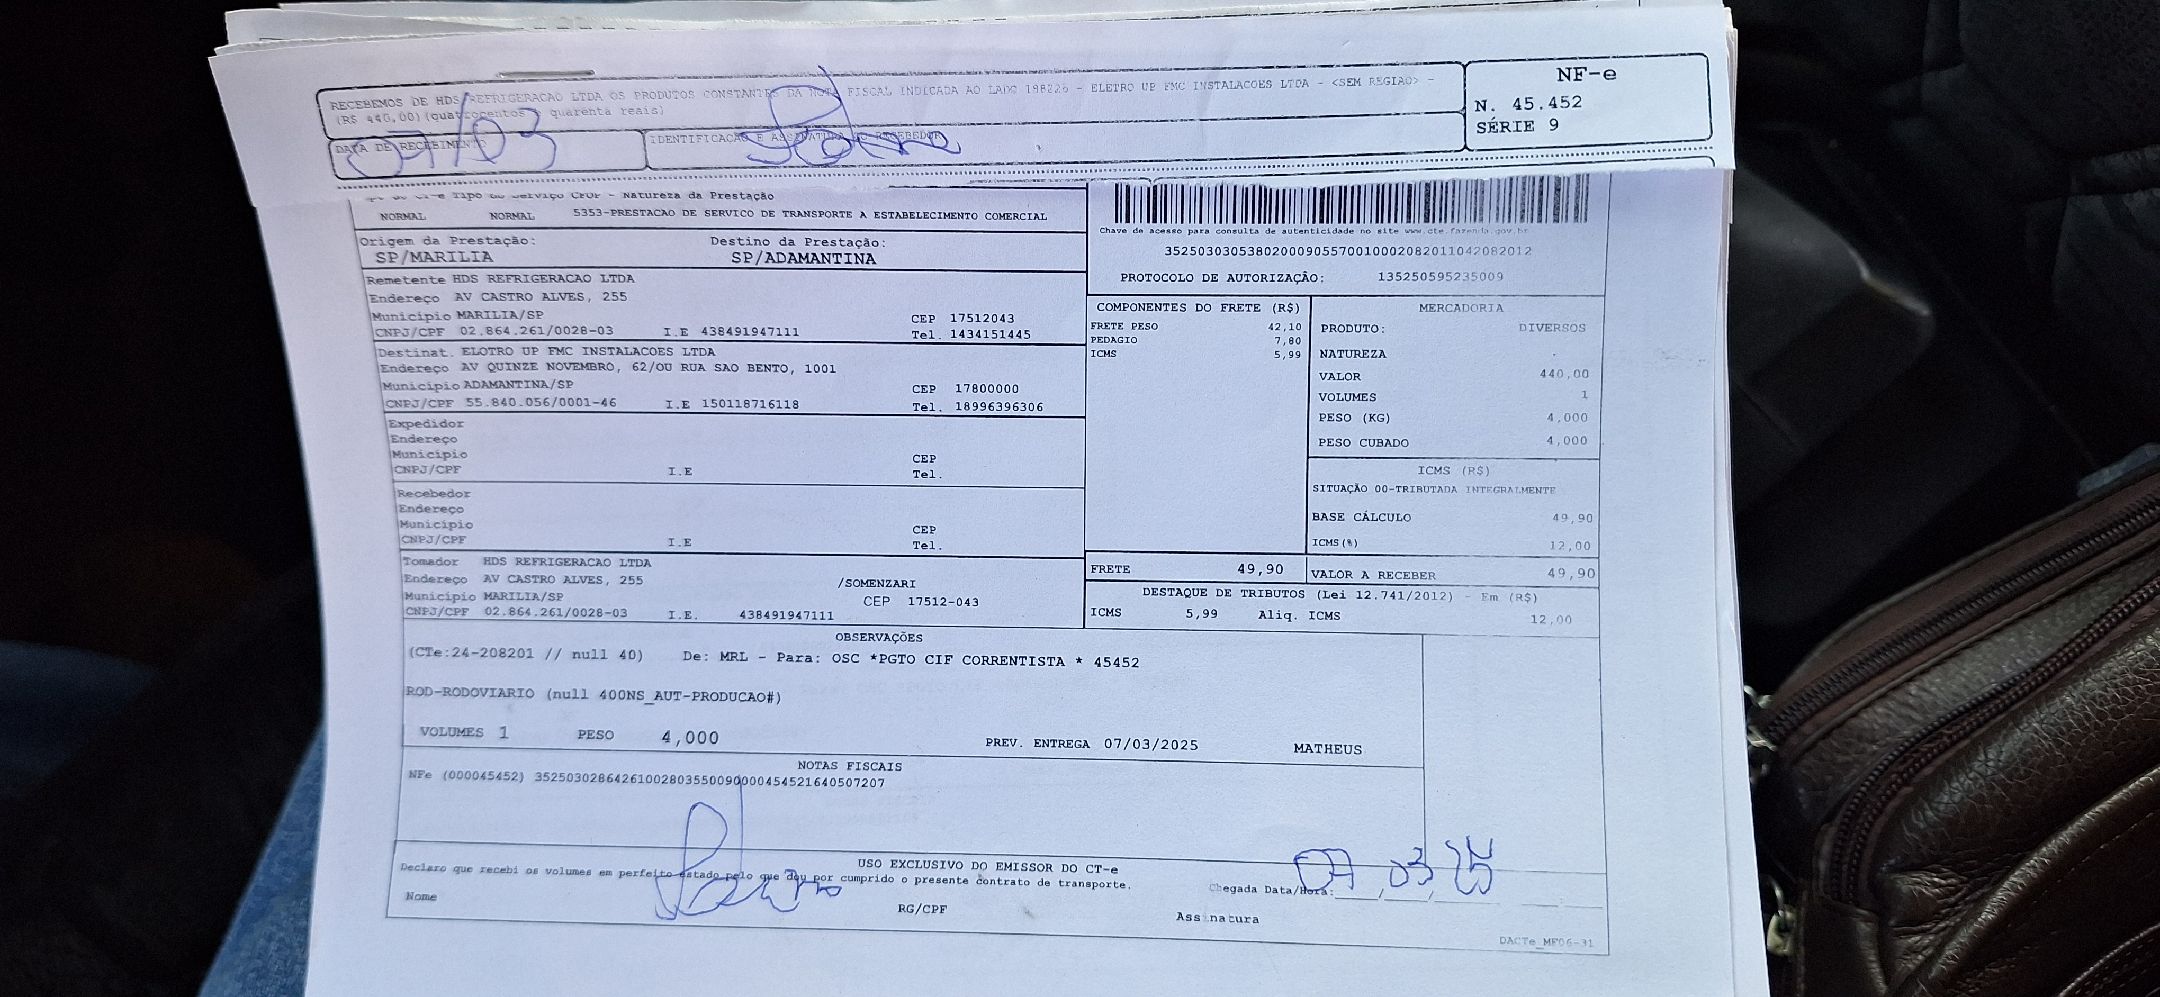 RECEBEMOS DE HDS REFRIGERACAO LTDA OS PRODUTOS CONSTANTES DA NOTA FISCAL INDICADA AO LADO 198226 - ELETRO UP FMC INSTALACOES LTDA - <SEM REGIAO> -
(R$ 440,00) (quatrocentos quarenta reais)
DATA DE RECEBIMENTO
07/03
IDENTIFICACAO E ASSINATURA DO RECEBEDOR
NF-e
N. 45.452
SÉRIE 9
Tipo do Serviço CFOP - Natureza da Prestação
NORMAL NORMAL 5353-PRESTACAO DE SERVICO DE TRANSPORTE A ESTABELECIMENTO COMERCIAL
Origem da Prestação: Destino da Prestação:
SP/MARILIA SP/ADAMANTINA
Chave de acesso para consulta de autenticidade no site www.cte.fazenda.gov.br
35250303053802000905570010002082011042082012
PROTOCOLO DE AUTORIZAÇÃO: 135250595235009
Remetente HDS REFRIGERACAO LTDA
Endereço AV CASTRO ALVES, 255
Município MARILIA/SP CEP 17512043
CNPJ/CPF 02.864.261/0028-03 I.E 438491947111 Tel. 1434151445
Destinat. ELOTRO UP FMC INSTALACOES LTDA
Endereço AV QUINZE NOVEMBRO, 62/OU RUA SAO BENTO, 1001
Município ADAMANTINA/SP CEP 17800000
CNPJ/CPF 55.840.056/0001-46 I.E 150118716118 Tel. 18996396306
Expedidor
Endereço
Município CEP
CNPJ/CPF I.E Tel.
Recebedor
Endereço
Município CEP
CNPJ/CPF I.E Tel.
Tomador HDS REFRIGERACAO LTDA
Endereço AV CASTRO ALVES, 255 /SOMENZARI
Município MARILIA/SP CEP 17512-043
CNPJ/CPF 02.864.261/0028-03 I.E. 438491947111
COMPONENTES DO FRETE (R$)
FRETE PESO 42,10
PEDAGIO 7,80
ICMS 5,99
MERCADORIA
PRODUTO: DIVERSOS
NATUREZA .
VALOR 440,00
VOLUMES 1
PESO (KG) 4,000
PESO CUBADO 4,000
ICMS (R$)
SITUAÇÃO 00-TRIBUTADA INTEGRALMENTE
BASE CÁLCULO 49,90
ICMS(%) 12,00
FRETE 49,90 VALOR A RECEBER 49,90
DESTAQUE DE TRIBUTOS (Lei 12.741/2012) - Em (R$)
ICMS 5,99 Aliq. ICMS 12,00
OBSERVAÇÕES
(CTe:24-208201 // null 40) De: MRL - Para: OSC *PGTO CIF CORRENTISTA * 45452
ROD-RODOVIARIO (null 400NS_AUT-PRODUCAO#)
VOLUMES 1 PESO 4,000 PREV. ENTREGA 07/03/2025 MATHEUS
NOTAS FISCAIS
NFe (000045452) 35250302864261002803550090000454521640507207
USO EXCLUSIVO DO EMISSOR DO CT-e
Declaro que recebi os volumes em perfeito estado pelo que dou por cumprido o presente contrato de transporte.
Chegada Data/Hora: 07 03 25
Nome RG/CPF Assinatura
DACTe_MF06-31